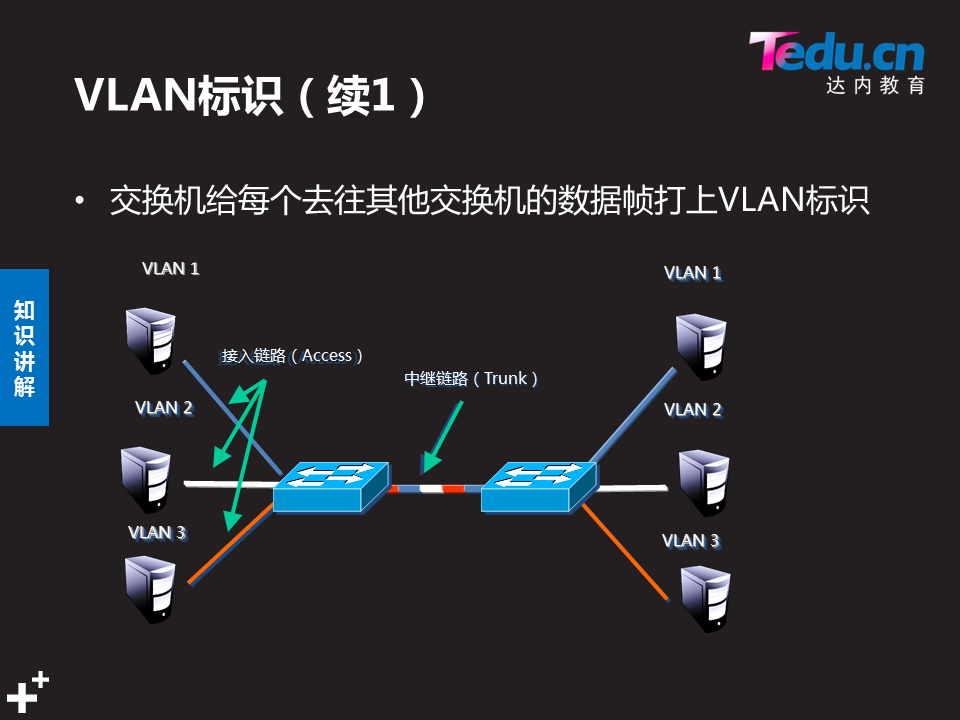 Tedu.cn
达内教育
VLAN标识（续1）
• 交换机给每个去往其他交换机的数据帧打上VLAN标识
知识讲解
VLAN 1
VLAN 1
接入链路（Access）
中继链路（Trunk）
VLAN 2
VLAN 2
VLAN 3
VLAN 3